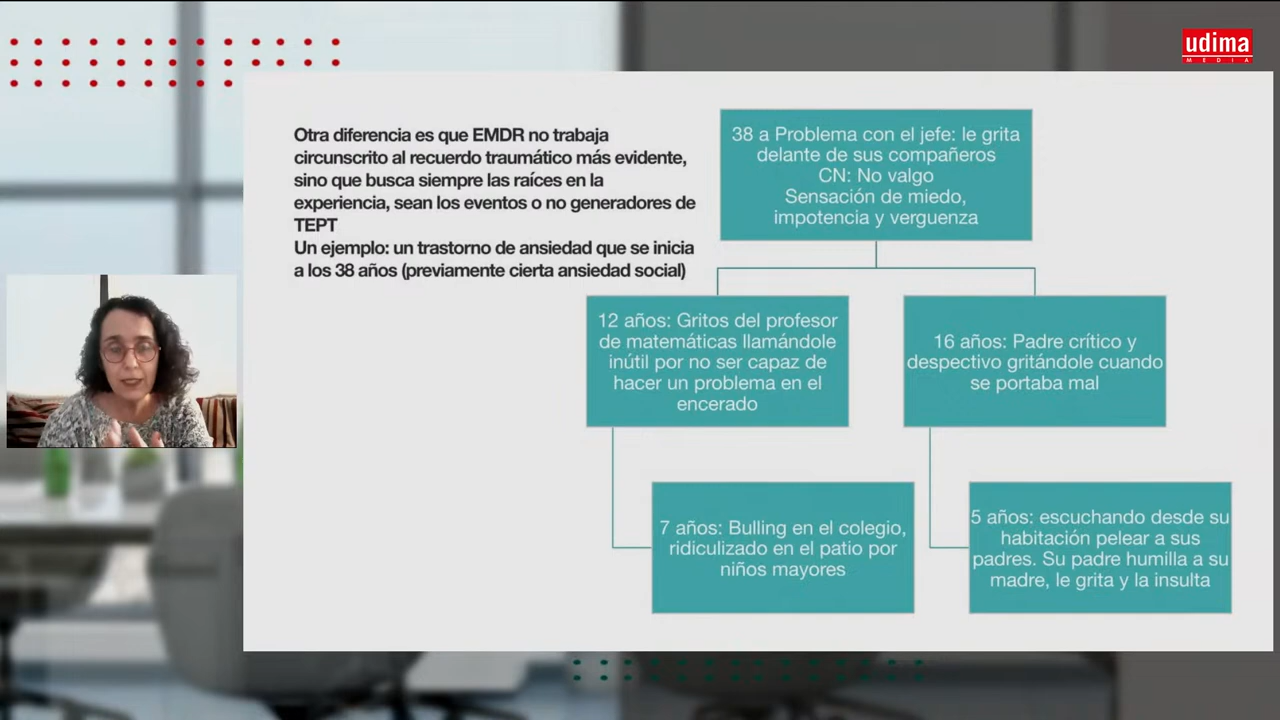 udima
MEDIA
Otra diferencia es que EMDR no trabaja
circunscrito al recuerdo traumático más evidente,
sino que busca siempre las raíces en la
experiencia, sean los eventos o no generadores de
TEPT
Un ejemplo: un trastorno de ansiedad que se inicia
a los 38 años (previamente cierta ansiedad social)
38 a Problema con el jefe: le grita
delante de sus compañeros
CN: No valgo
Sensación de miedo,
impotencia y verguenza
12 años: Gritos del profesor
de matemáticas llamándole
inútil por no ser capaz de
hacer un problema en el
encerado
16 años: Padre crítico y
despectivo gritándole cuando
se portaba mal
7 años: Bulling en el colegio,
ridiculizado en el patio por
niños mayores
5 años: escuchando desde su
habitación pelear a sus
padres. Su padre humilla a su
madre, le grita y la insulta